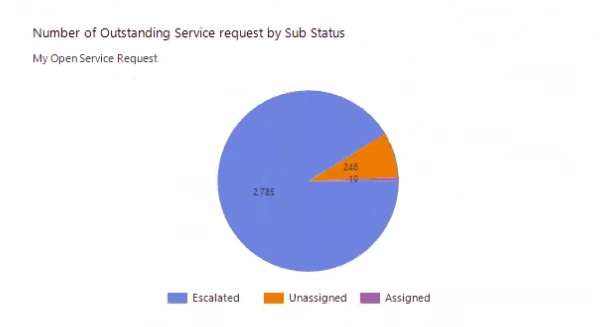 Number of Outstanding Service request by Sub Status
My Open Service Request
246
19
2.785
Escalated
Unassigned
Assigned